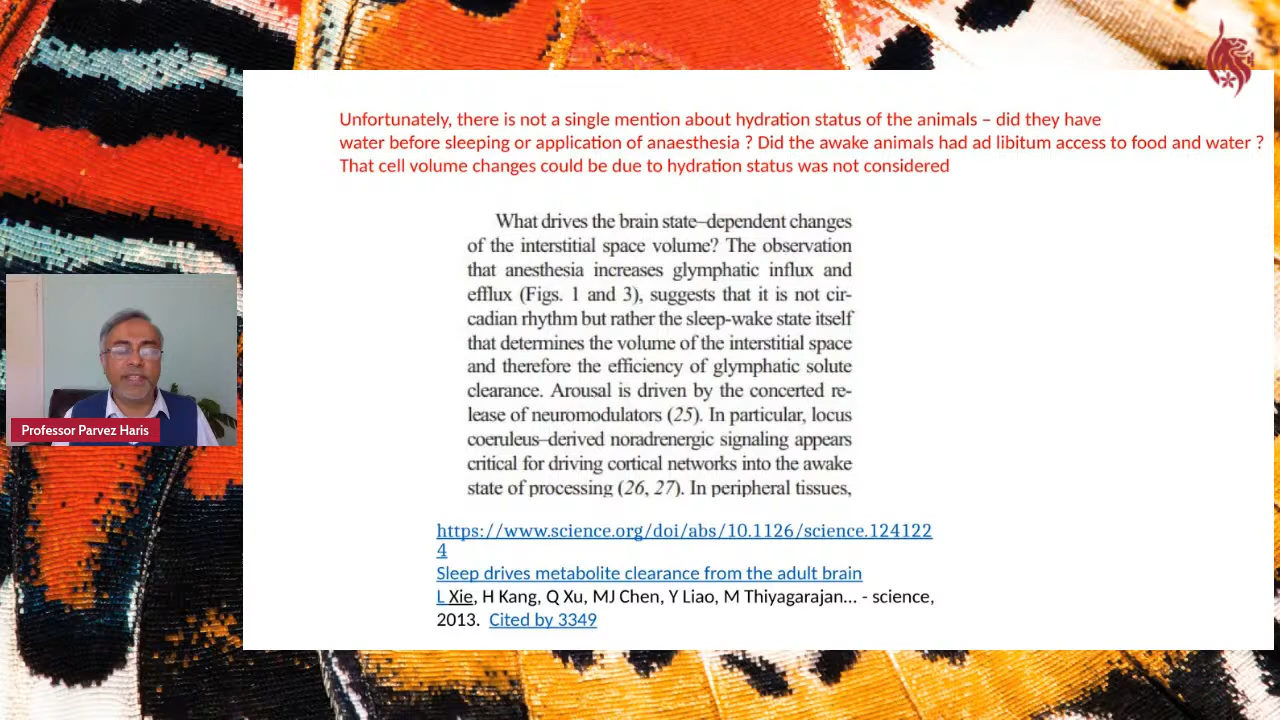 Unfortunately, there is not a single mention about hydration status of the animals – did they have
water before sleeping or application of anaesthesia ? Did the awake animals had ad libitum access to food and water ?
That cell volume changes could be due to hydration status was not considered
What drives the brain state–dependent changes
of the interstitial space volume? The observation
that anesthesia increases glymphatic influx and
efflux (Figs. 1 and 3), suggests that it is not cir-
cadian rhythm but rather the sleep-wake state itself
that determines the volume of the interstitial space
and therefore the efficiency of glymphatic solute
clearance. Arousal is driven by the concerted re-
lease of neuromodulators (25). In particular, locus
coeruleus–derived noradrenergic signaling appears
critical for driving cortical networks into the awake
state of processing (26, 27). In peripheral tissues,
https://www.science.org/doi/abs/10.1126/science.124122
4
Sleep drives metabolite clearance from the adult brain
L Xie, H Kang, Q Xu, MJ Chen, Y Liao, M Thiyagarajan... - science,
2013. Cited by 3349
Professor Parvez Haris